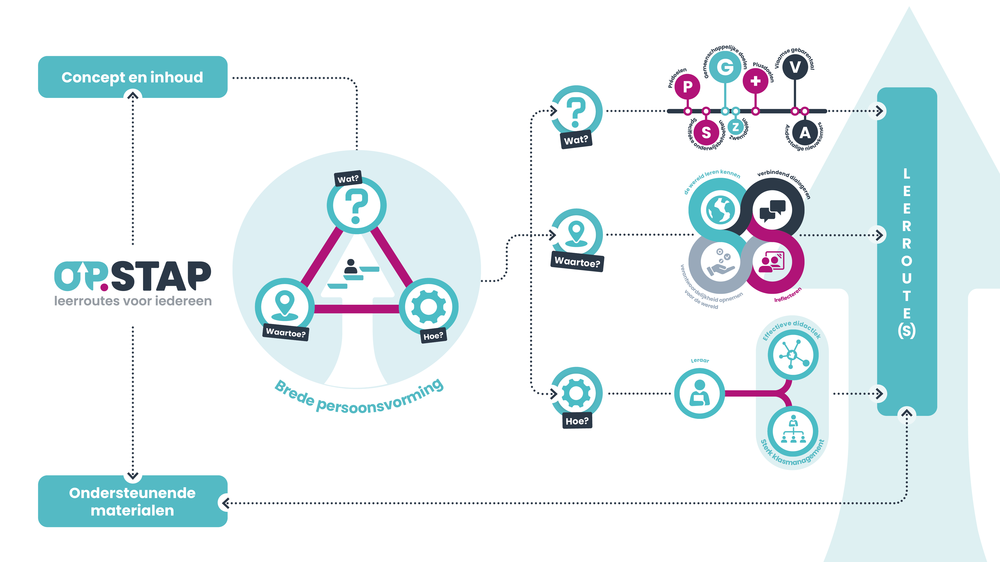 Concept en inhoud
OP.STAP
leerroutes voor iedereen
Ondersteunende
materialen
Wat?
Waartoe?
Hoe?
Brede persoonsvorming
Wat?
Prédoelen
P
Gemeenschappelijke doelen
G
Plusdoelen
+
Vlaamse gebarentaal
V
S
Specifieke onderwijsbehoeften
Z
Zwemdoelen
A
Anderstalige nieuwkomers
Waartoe?
de wereld leren kennen
verbindend dialogeren
verantwoordelijkheid opnemen
voor de wereld
Ireflecteren
Hoe?
Leraar
Effectieve didactiek
Sterk klasmanagement
LEERROUTE(S)